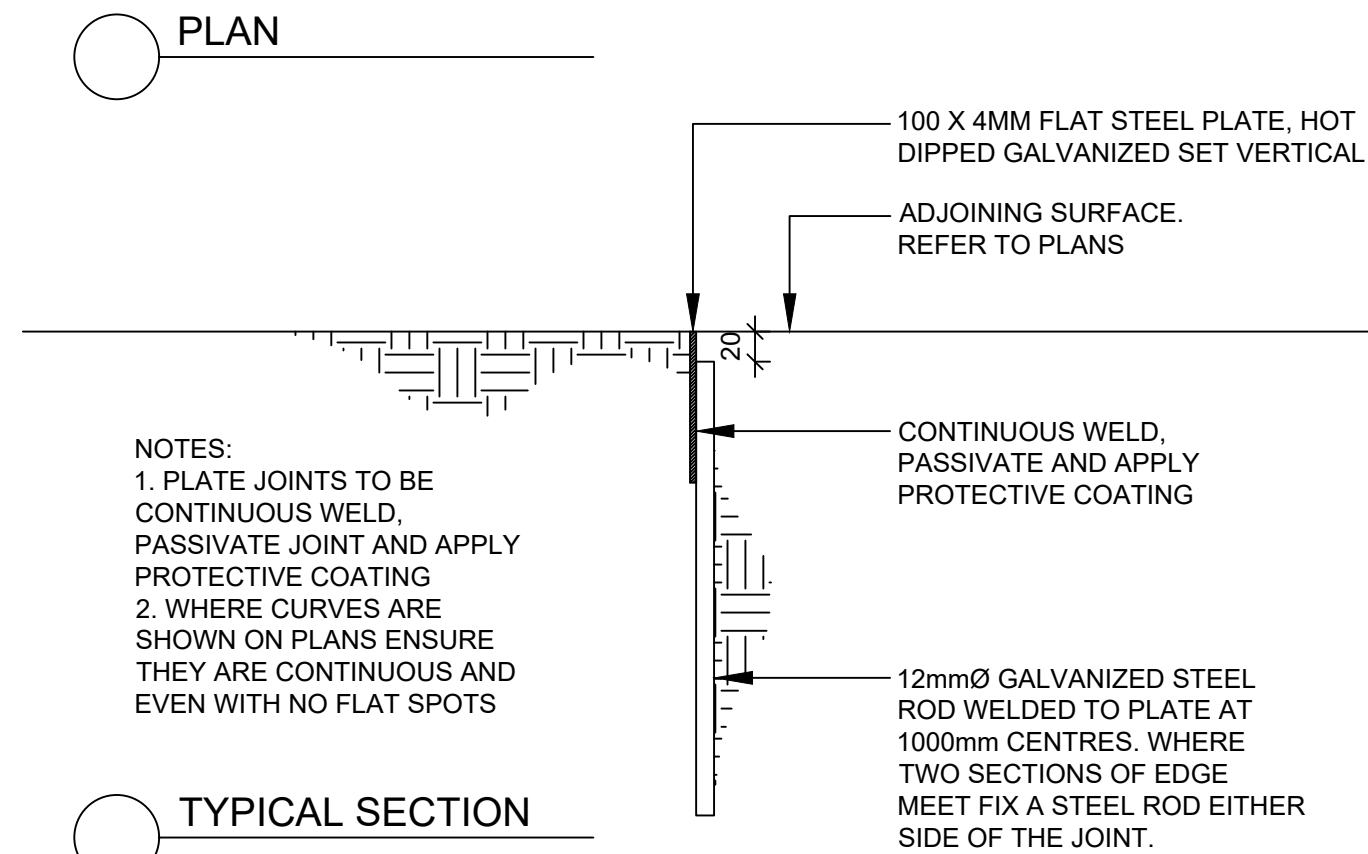 PLAN
100 X 4MM FLAT STEEL PLATE, HOT
DIPPED GALVANIZED SET VERTICAL
ADJOINING SURFACE.
REFER TO PLANS
20
CONTINUOUS WELD,
PASSIVATE AND APPLY
PROTECTIVE COATING
NOTES:
1. PLATE JOINTS TO BE
CONTINUOUS WELD,
PASSIVATE JOINT AND APPLY
PROTECTIVE COATING
2. WHERE CURVES ARE
SHOWN ON PLANS ENSURE
THEY ARE CONTINUOUS AND
EVEN WITH NO FLAT SPOTS
12mmØ GALVANIZED STEEL
ROD WELDED TO PLATE AT
1000mm CENTRES. WHERE
TWO SECTIONS OF EDGE
MEET FIX A STEEL ROD EITHER
SIDE OF THE JOINT.
TYPICAL SECTION